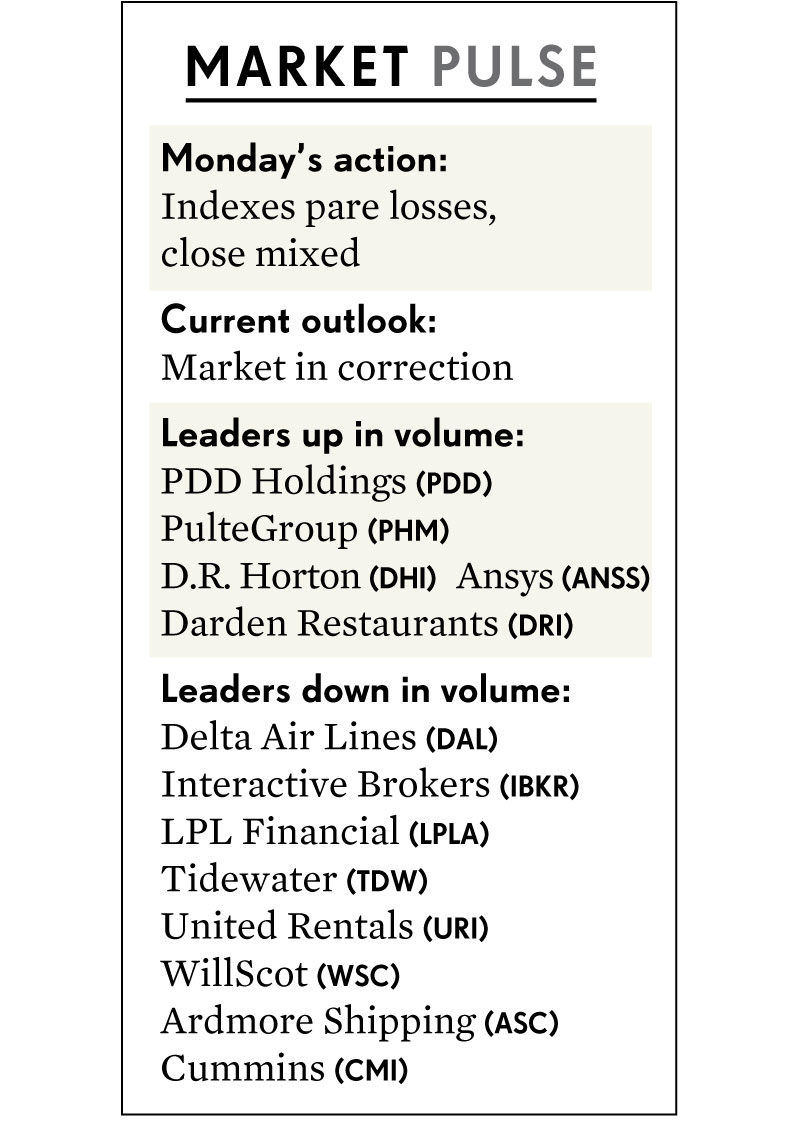 MARKET PULSE
Monday’s action:
Indexes pare losses,
close mixed
Current outlook:
Market in correction
Leaders up in volume:
PDD Holdings (PDD)
PulteGroup (PHM)
D.R. Horton (DHI) Ansys (ANSS)
Darden Restaurants (DRI)
Leaders down in volume:
Delta Air Lines (DAL)
Interactive Brokers (IBKR)
LPL Financial (LPLA)
Tidewater (TDW)
United Rentals (URI)
WillScot (WSC)
Ardmore Shipping (ASC)
Cummins (CMI)